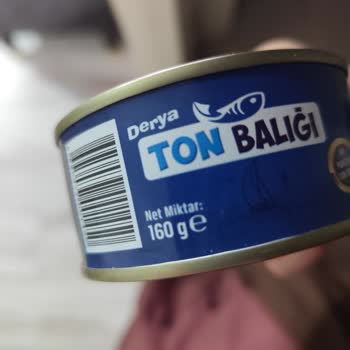 Derya
TON BALIĞI
Net Miktar:
160 g e